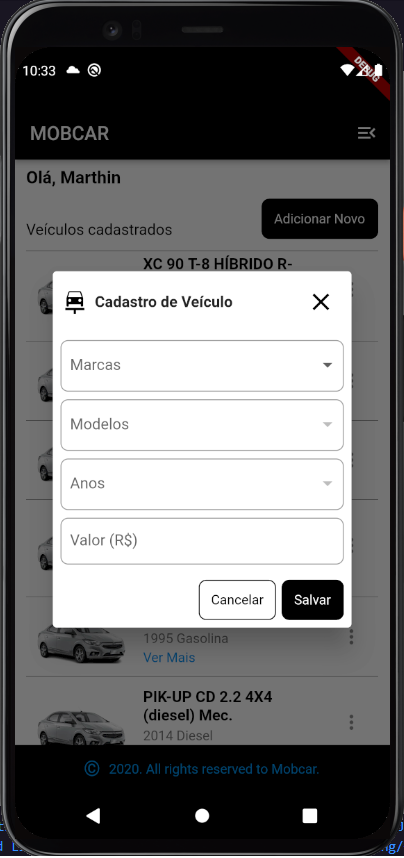 10:33
DEBUG
MOBCAR
Olá, Marthin
Adicionar Novo
Veículos cadastrados
XC 90 T-8 HÍBRIDO R-
Cadastro de Veículo
Marcas
Modelos
Anos
Valor (R$)
Cancelar
Salvar
1995 Gasolina
Ver Mais
PIK-UP CD 2.2 4X4
(diesel) Mec.
2014 Diesel
© 2020. All rights reserved to Mobcar.